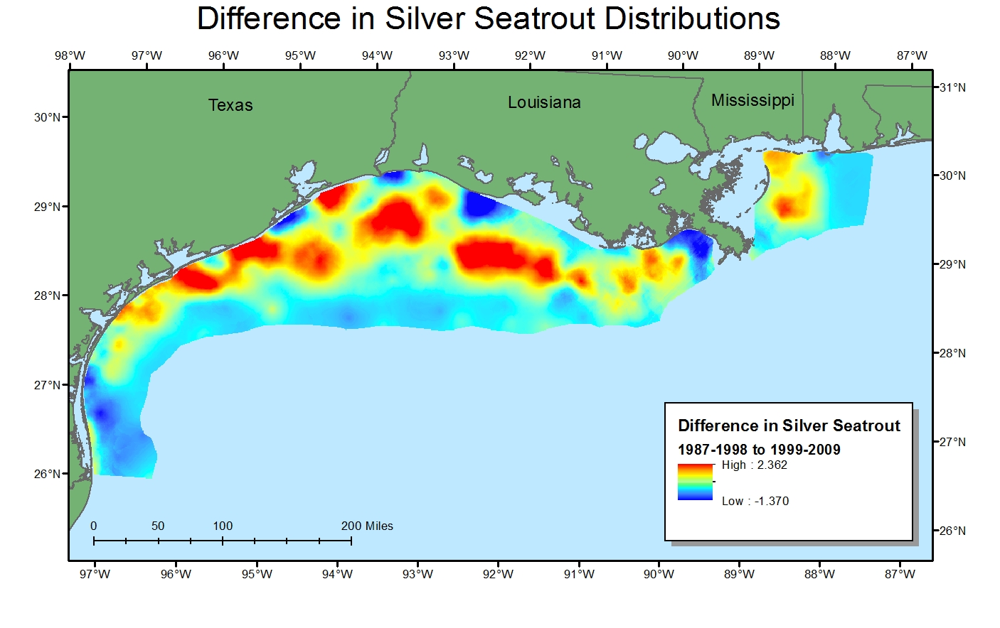 Difference in Silver Seatrout Distributions
98°W 97°W 96°W 95°W 94°W 93°W 92°W 91°W 90°W 89°W 88°W 87°W
31°N
Texas Louisiana Mississippi
30°N
30°N
29°N
29°N
28°N
28°N
27°N
Difference in Silver Seatrout
27°N
1987-1998 to 1999-2009
High : 2.362
26°N
Low : -1.370
0 50 100 200 Miles
26°N
97°W 96°W 95°W 94°W 93°W 92°W 91°W 90°W 89°W 88°W 87°W